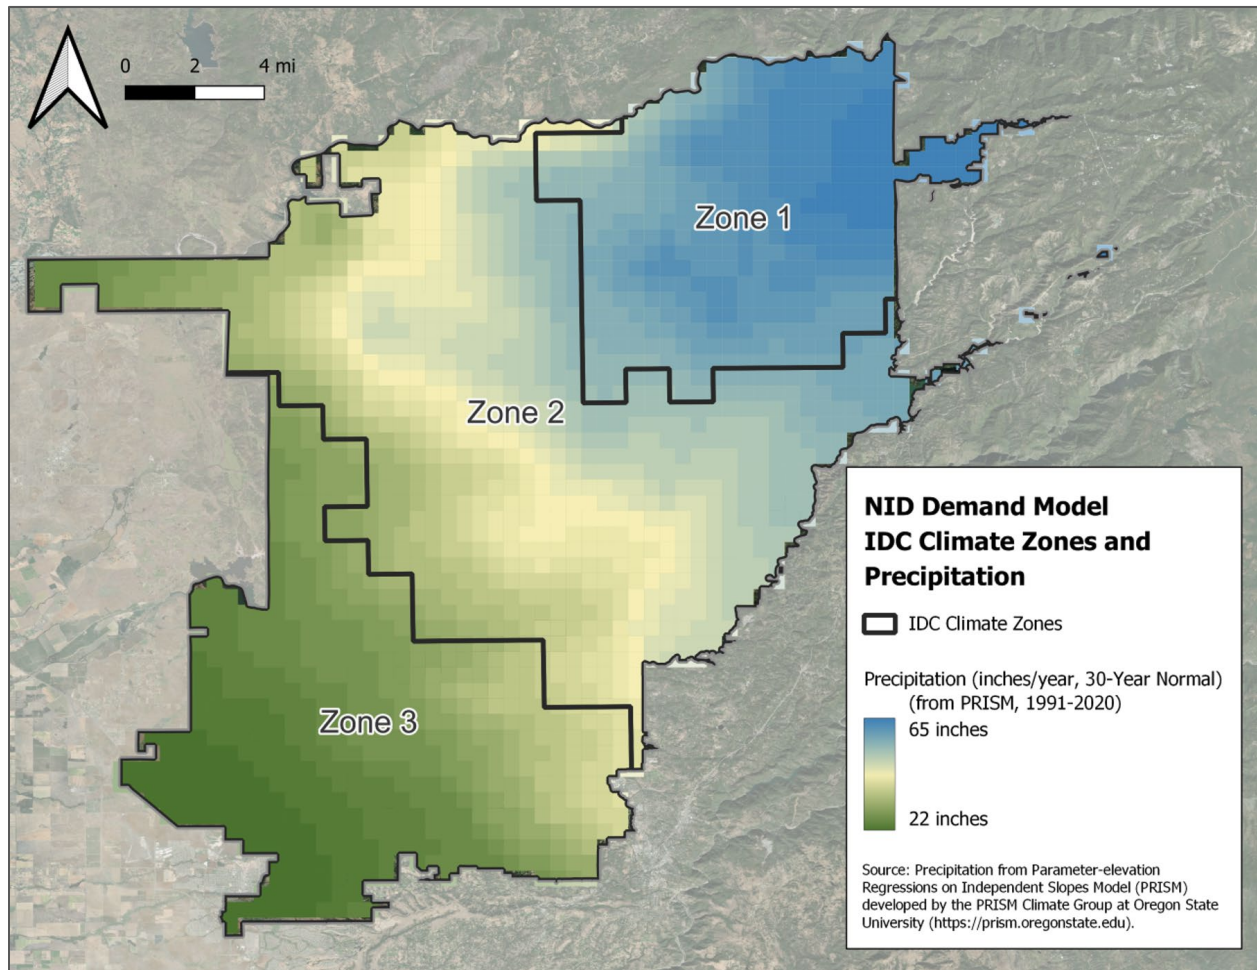 0 2 4 mi
Zone 1
Zone 2
Zone 3
NID Demand Model
IDC Climate Zones and
Precipitation
IDC Climate Zones
Precipitation (inches/year, 30-Year Normal)
(from PRISM, 1991-2020)
65 inches
22 inches
Source: Precipitation from Parameter-elevation
Regressions on Independent Slopes Model (PRISM)
developed by the PRISM Climate Group at Oregon State
University (https://prism.oregonstate.edu).